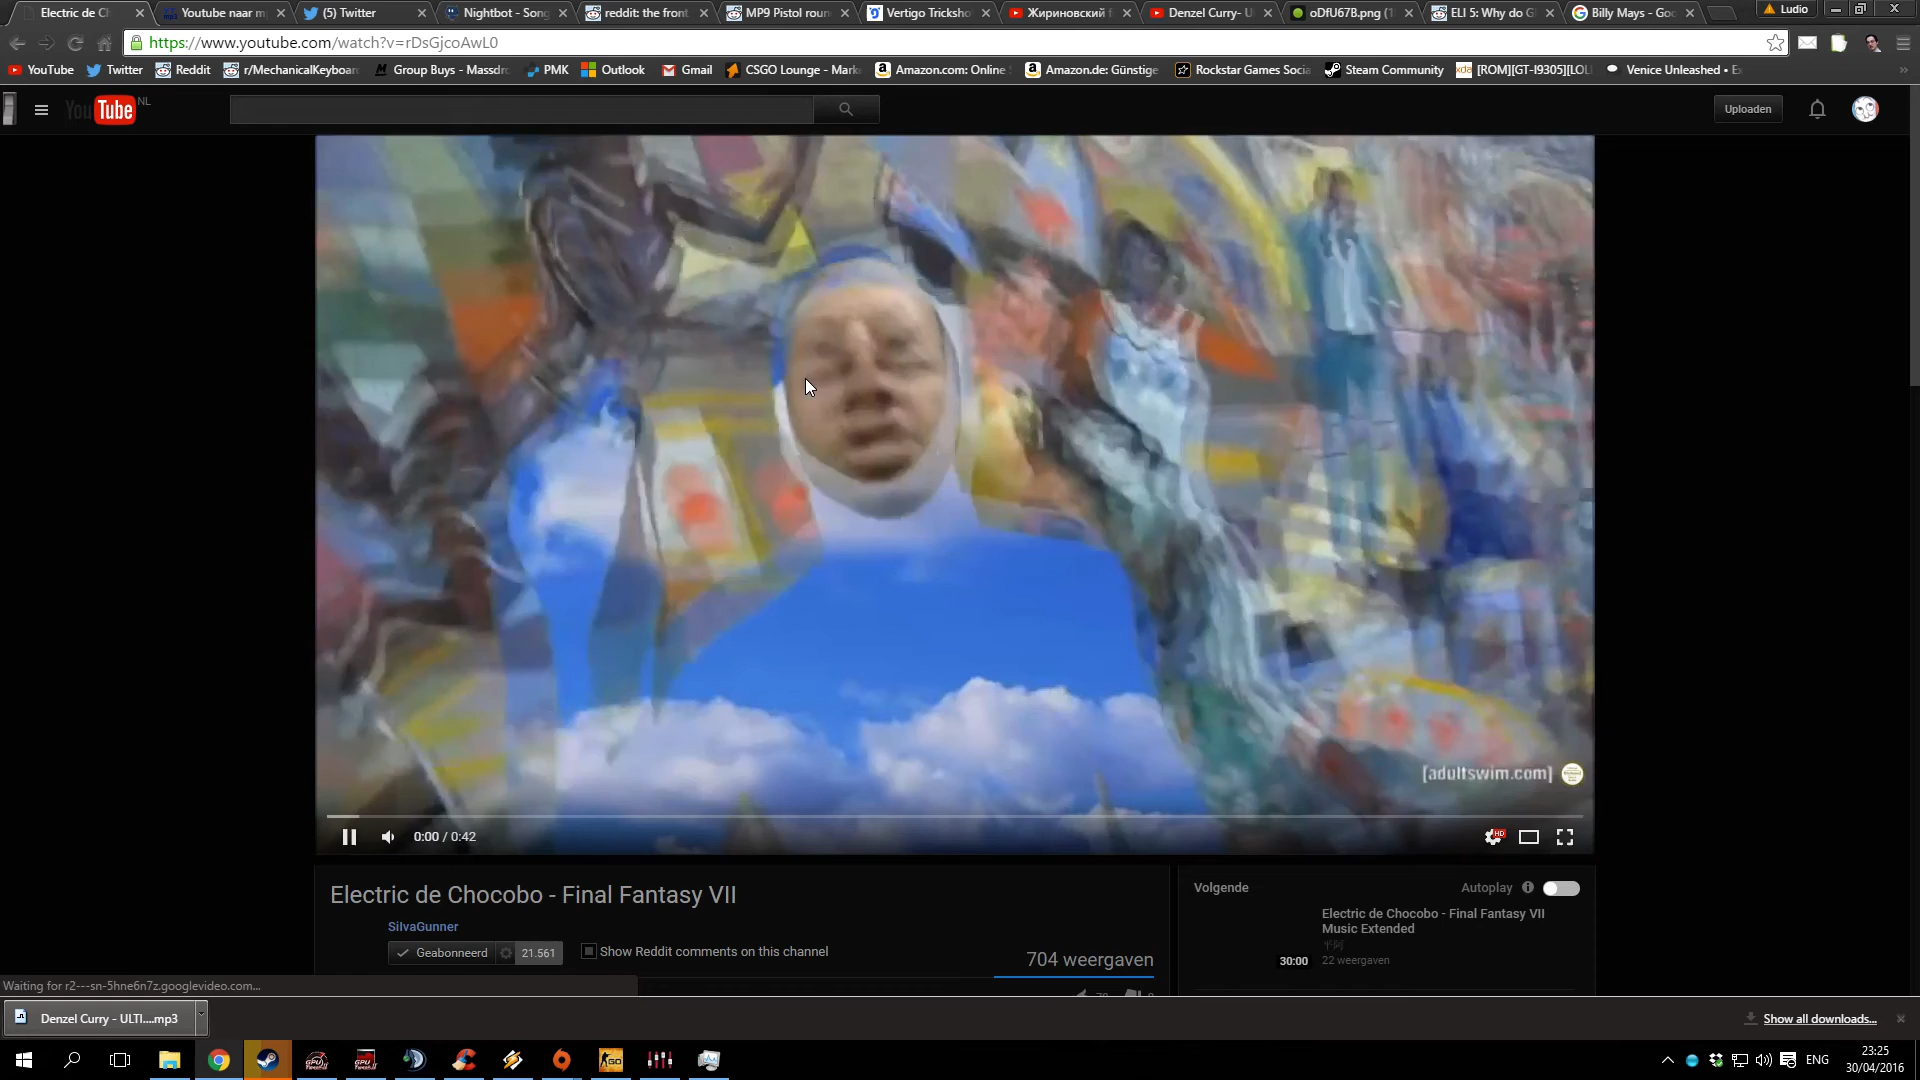 Electric de C
Youtube naar m
(5) Twitter
Nightbot - Song
reddit: the front
MP9 Pistol roun
Vertigo Tricksho
Жириновский
Denzel Curry- U
oDfU67B.png (1
ELI 5: Why do G
Billy Mays - Goo
Ludio
https://www.youtube.com/watch?v=rDsGjcoAwL0
YouTube
Twitter
Reddit
r/MechanicalKeyboar
Group Buys - Massdr
PMK
Outlook
Gmail
CSGO Lounge - Mark
Amazon.com: Online
Amazon.de: Günstige
Rockstar Games Socia
Steam Community
[ROM][GT-I9305][LOL
Venice Unleashed • E
YouTube NL
Uploaden
[adultswim.com]
0:00 / 0:42
HD
Electric de Chocobo - Final Fantasy VII
SilvaGunner
Geabonneerd
21.561
Show Reddit comments on this channel
704 weergaven
Volgende
Autoplay
Electric de Chocobo - Final Fantasy VII
Music Extended
30:00
22 weergaven
Waiting for r2---sn-5hne6n7z.googlevideo.com...
Denzel Curry - ULTI....mp3
Show all downloads...
ENG
23:25
30/04/2016